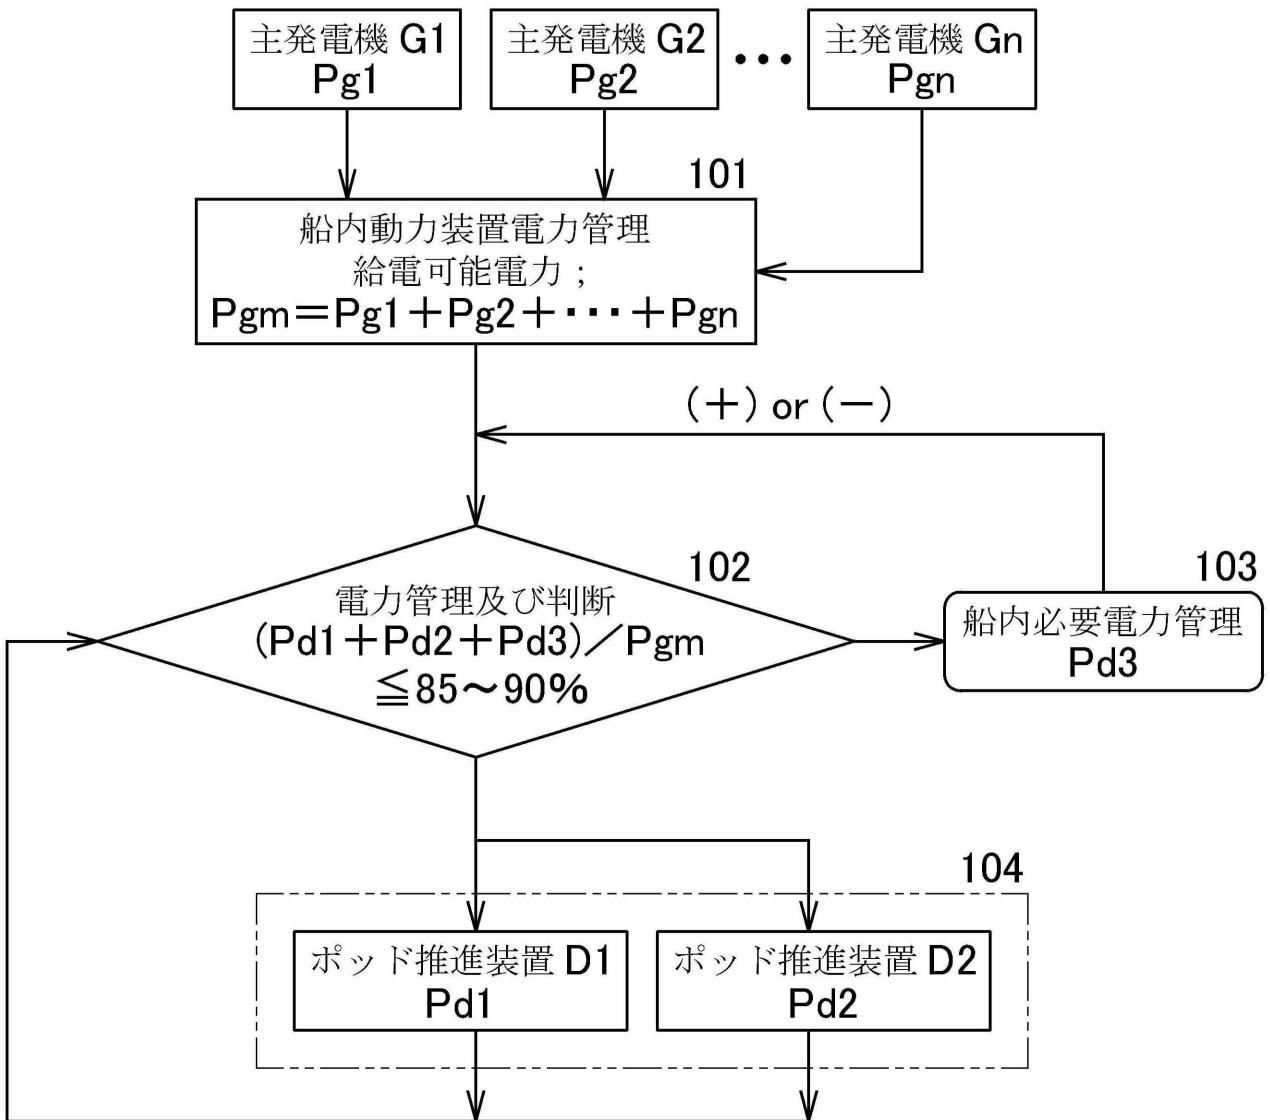 主発電機 G1
Pg1
主発電機 G2
Pg2
•••
主発電機 Gn
Pgn
101
船内動力装置電力管理
給電可能電力；
Pgm＝Pg1＋Pg2＋・・・＋Pgn
(＋) or (－)
102
電力管理及び判断
(Pd1＋Pd2＋Pd3)／Pgm
≦85～90%
103
船内必要電力管理
Pd3
104
ポッド推進装置 D1
Pd1
ポッド推進装置 D2
Pd2